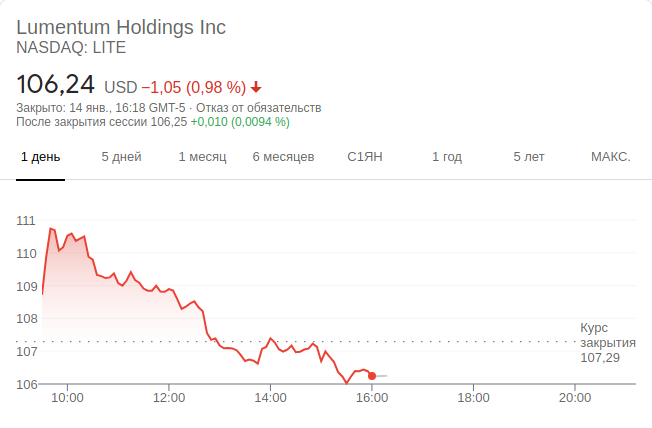 Lumentum Holdings Inc
NASDAQ: LITE
106,24 USD −1,05 (0,98 %)
Закрыто: 14 янв., 16:18 GMT-5 · Отказ от обязательств
После закрытия сессии 106,25 +0,010 (0,0094 %)
1 день 5 дней 1 месяц 6 месяцев С1ЯН 1 год 5 лет МАКС.
111
110
109
108
Курс
закрытия
107,29
107
106
10:00 12:00 14:00 16:00 18:00 20:00